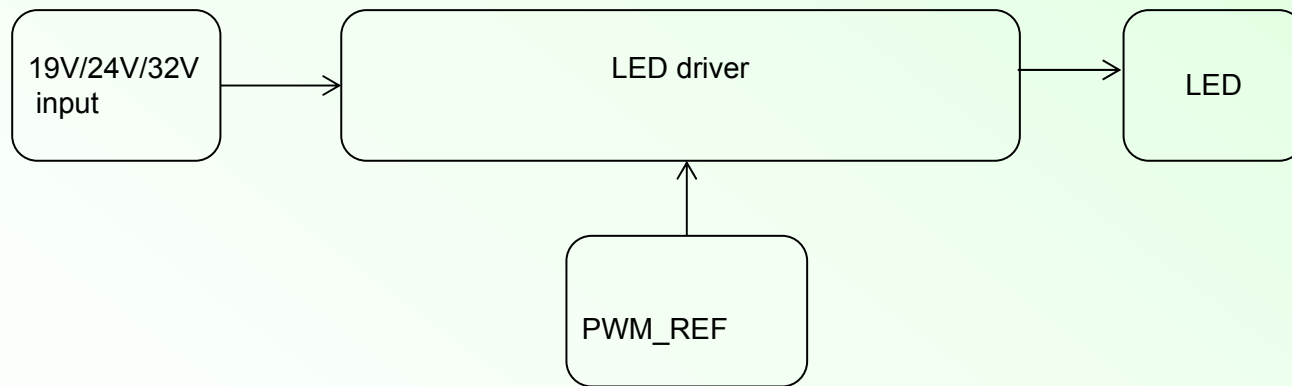 19V/24V/32V
input
LED driver
LED
PWM_REF